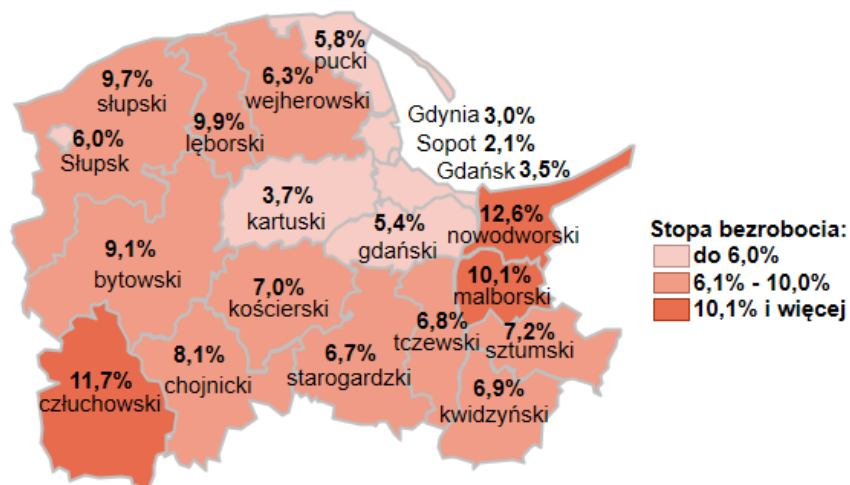 5,8%
pucki
9,7%
słupski
6,3%
wejherowski
Gdynia 3,0%
9,9%
lęborski
6,0%
Słupsk
Sopot 2,1%
Gdańsk 3,5%
3,7%
kartuski
5,4%
gdański
12,6%
nowodworski
Stopa bezrobocia:
do 6,0%
6,1% - 10,0%
10,1% i więcej
9,1%
bytowski
7,0%
kościerski
10,1%
malborski
6,8%
tczewski
7,2%
sztumski
8,1%
chojnicki
6,7%
starogardzki
11,7%
człuchowski
6,9%
kwidzyński